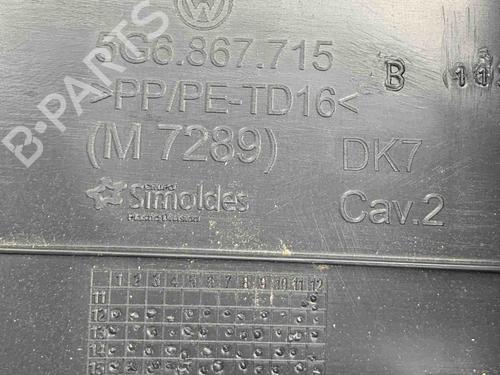 5G6.867.715
B
>PP/PE-TD16<
(M 7289)
DK7
GRUPO
Simoldes
Cav.2
1 2 3 4 5 6 7 8 9 10 11 12
11
12
13
14
15
B-PARTS